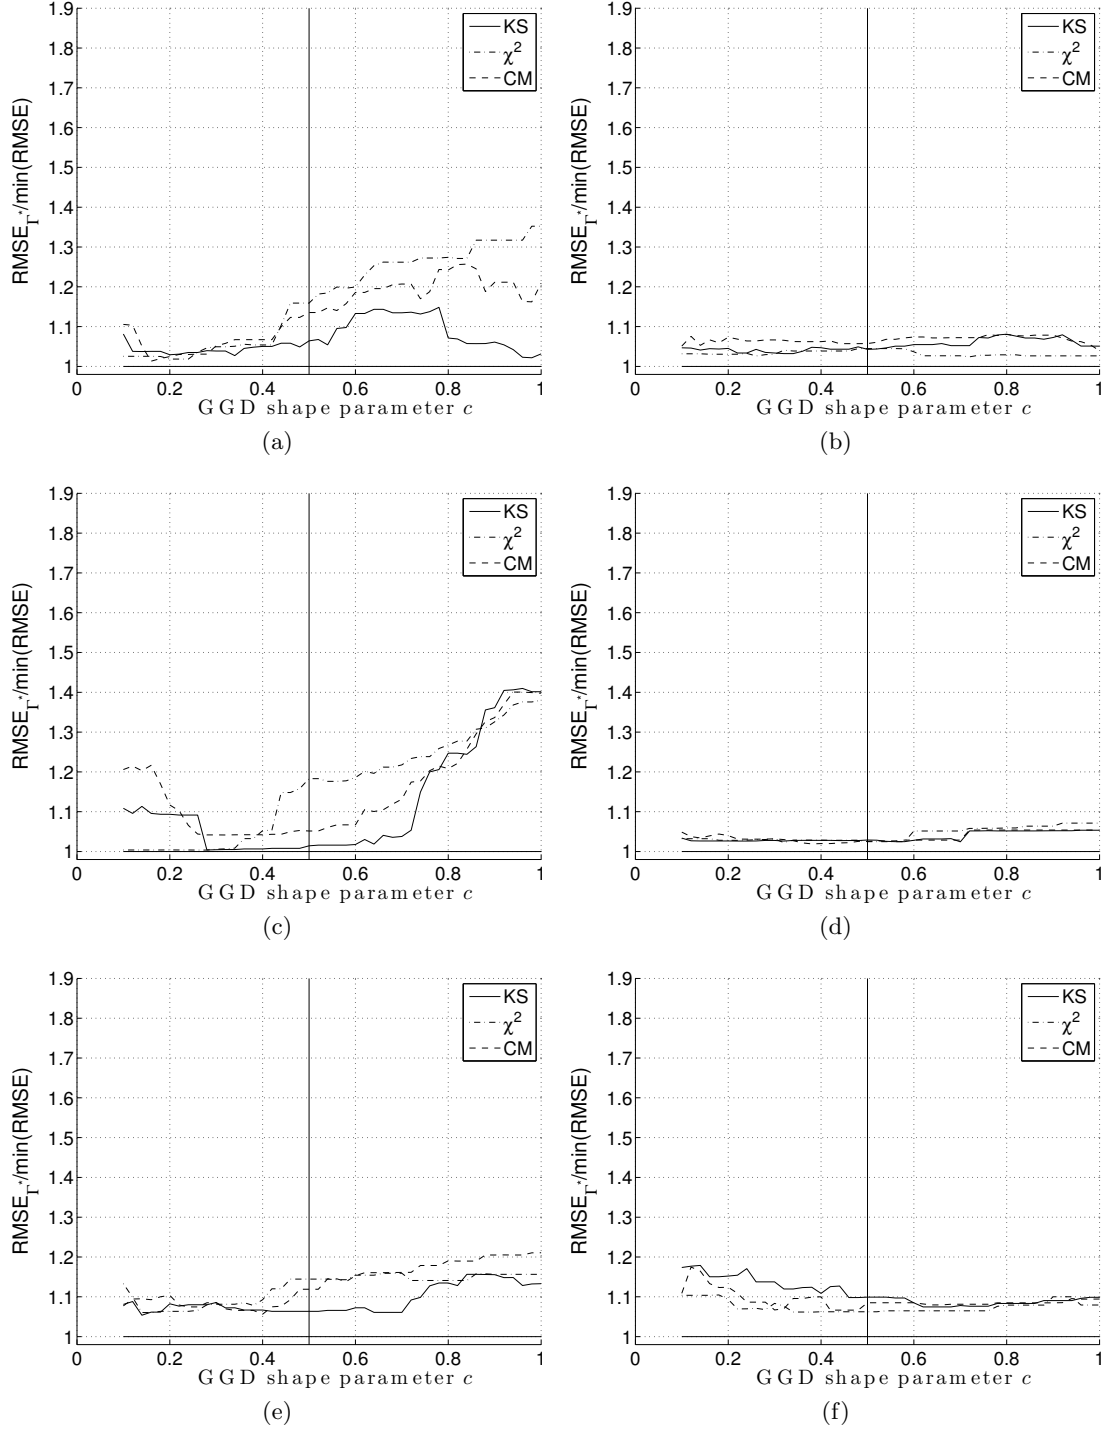 1.9
1.8
1.7
1.6
1.5
1.4
1.3
1.2
1.1
1
RMSE_Γ*/min(RMSE)
KS
χ²
CM
0 0.2 0.4 0.6 0.8 1
GGD shape parameter c
(a)
1.9
1.8
1.7
1.6
1.5
1.4
1.3
1.2
1.1
1
RMSE_Γ*/min(RMSE)
KS
χ²
CM
0 0.2 0.4 0.6 0.8 1
GGD shape parameter c
(b)
1.9
1.8
1.7
1.6
1.5
1.4
1.3
1.2
1.1
1
RMSE_Γ*/min(RMSE)
KS
χ²
CM
0 0.2 0.4 0.6 0.8 1
GGD shape parameter c
(c)
1.9
1.8
1.7
1.6
1.5
1.4
1.3
1.2
1.1
1
RMSE_Γ*/min(RMSE)
KS
χ²
CM
0 0.2 0.4 0.6 0.8 1
GGD shape parameter c
(d)
1.9
1.8
1.7
1.6
1.5
1.4
1.3
1.2
1.1
1
RMSE_Γ*/min(RMSE)
KS
χ²
CM
0 0.2 0.4 0.6 0.8 1
GGD shape parameter c
(e)
1.9
1.8
1.7
1.6
1.5
1.4
1.3
1.2
1.1
1
RMSE_Γ*/min(RMSE)
KS
χ²
CM
0 0.2 0.4 0.6 0.8 1
GGD shape parameter c
(f)